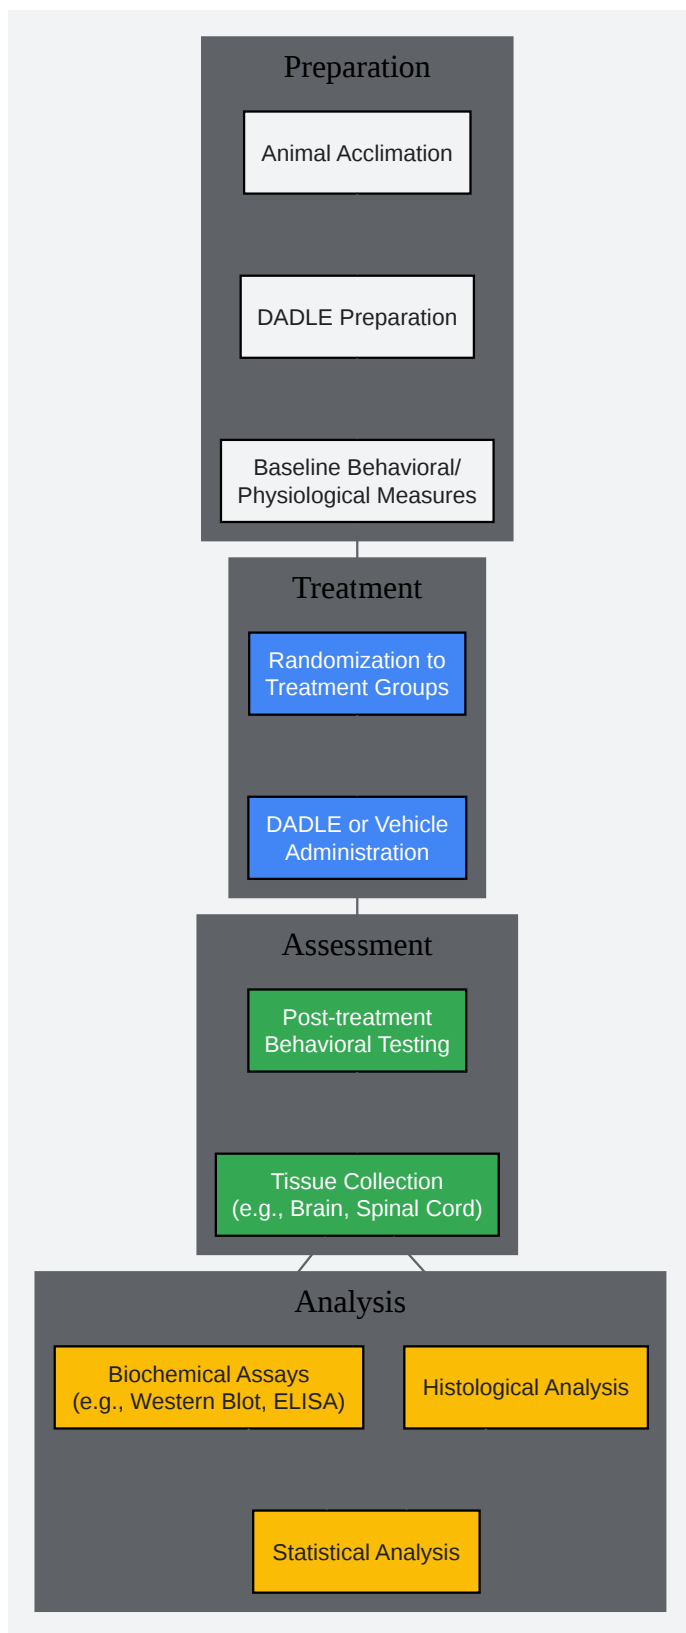 Preparation
Animal Acclimation
DADLE Preparation
Baseline Behavioral/
Physiological Measures
Treatment
Randomization to
Treatment Groups
DADLE or Vehicle
Administration
Assessment
Post-treatment
Behavioral Testing
Tissue Collection
(e.g., Brain, Spinal Cord)
Analysis
Biochemical Assays
(e.g., Western Blot, ELISA)
Histological Analysis
Statistical Analysis